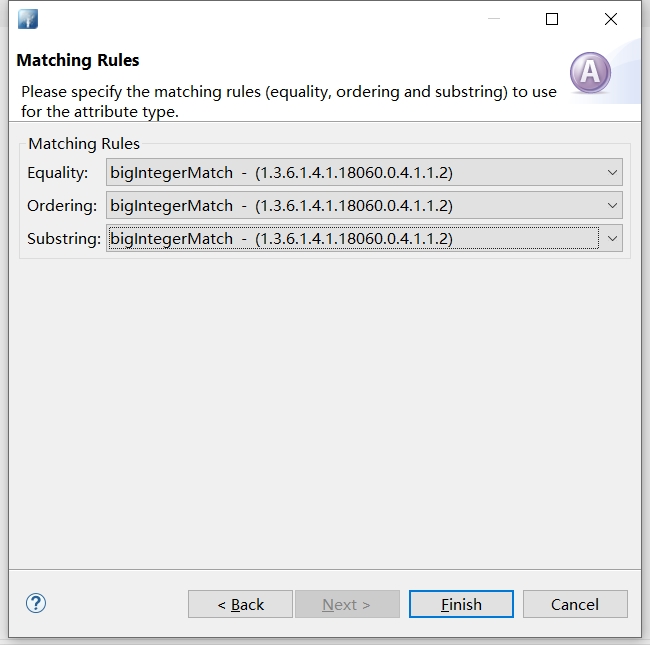 Matching Rules
Please specify the matching rules (equality, ordering and substring) to use
for the attribute type.
A
Matching Rules
Equality: bigIntegerMatch - (1.3.6.1.4.1.18060.0.4.1.1.2)
Ordering: bigIntegerMatch - (1.3.6.1.4.1.18060.0.4.1.1.2)
Substring: bigIntegerMatch - (1.3.6.1.4.1.18060.0.4.1.1.2)
? < Back Next > Finish Cancel